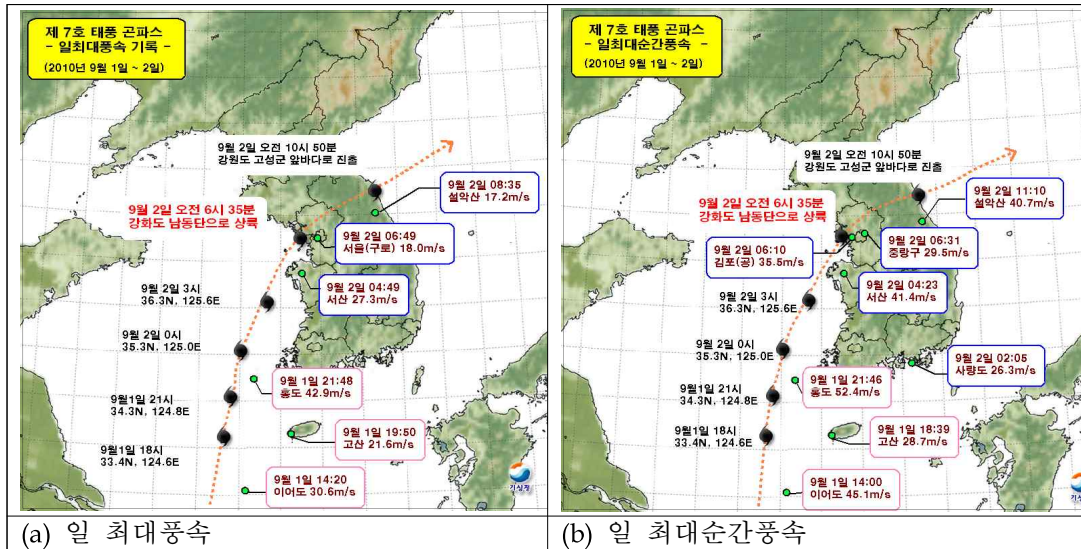 제 7호 태풍 곤파스
- 일최대풍속 기록 -
(2010년 9월 1일 ~ 2일)
9월 2일 오전 10시 50분
강원도 고성군 앞바다로 진출
9월 2일 08:35
설악산 17.2m/s
9월 2일 오전 6시 35분
강화도 남동단으로 상륙
9월 2일 06:49
서울(구로) 18.0m/s
9월 2일 04:49
서산 27.3m/s
9월 2일 3시
36.3N, 125.6E
9월 2일 0시
35.3N, 125.0E
9월 1일 21:48
홍도 42.9m/s
9월1일 21시
34.3N, 124.8E
9월 1일 19:50
고산 21.6m/s
9월1일 18시
33.4N, 124.6E
9월 1일 14:20
이어도 30.6m/s
기상청
(a) 일 최대풍속
제 7호 태풍 곤파스
- 일최대순간풍속 -
(2010년 9월 1일 ~ 2일)
9월 2일 오전 10시 50분
강원도 고성군 앞바다로 진출
9월 2일 11:10
설악산 40.7m/s
9월 2일 오전 6시 35분
강화도 남동단으로 상륙
9월 2일 06:10
김포(공) 35.5m/s
9월 2일 06:31
중랑구 29.5m/s
9월 2일 04:23
서산 41.4m/s
9월 2일 3시
36.3N, 125.6E
9월 2일 0시
35.3N, 125.0E
9월 2일 02:05
사량도 26.3m/s
9월 1일 21:46
홍도 52.4m/s
9월1일 21시
34.3N, 124.8E
9월 1일 18:39
고산 28.7m/s
9월1일 18시
33.4N, 124.6E
9월 1일 14:00
이어도 45.1m/s
기상청
(b) 일 최대순간풍속